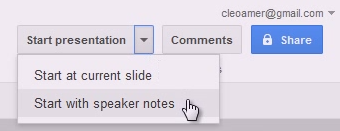 cleoamer@gmail.com
Start presentation Comments Share
Start at current slide
Start with speaker notes